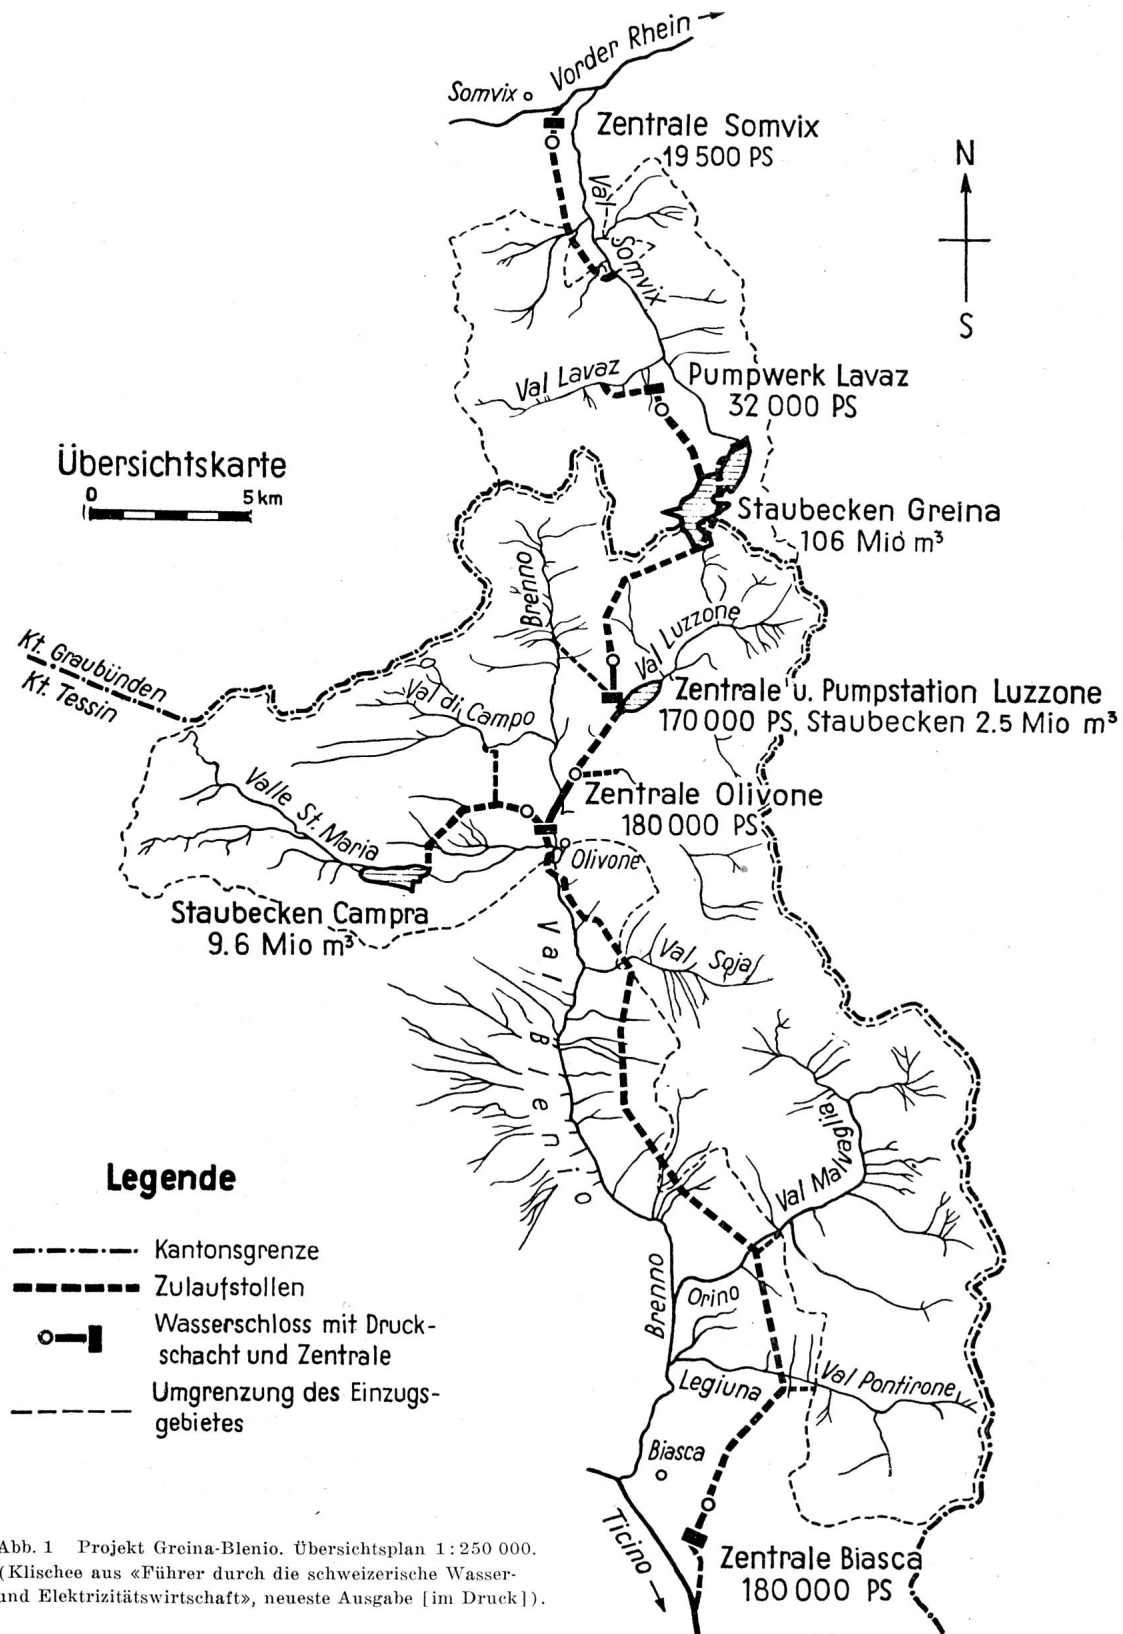 Vorder Rhein
Somvix
Zentrale Somvix
19 500 PS
N
S
Val Somvix
Val Lavaz
Pumpwerk Lavaz
32 000 PS
Übersichtskarte
0 5 km
Staubecken Greina
106 Mio m³
Brenno
Val Luzzone
Kt. Graubünden
Kt. Tessin
Val di Campo
Zentrale u. Pumpstation Luzzone
170 000 PS, Staubecken 2.5 Mio m³
Valle St. Maria
Zentrale Olivone
180 000 PS
Olivone
Staubecken Campra
9.6 Mio m³
Val Soja
Val Blenio
Val Malvaglia
Legende
Kantonsgrenze
Zulaufstollen
Wasserschloss mit Druck-
schacht und Zentrale
Umgrenzung des Einzugs-
gebietes
Brenno
Orino
Legiuna
Val Pontirone
Biasca
Ticino
Zentrale Biasca
180 000 PS
Abb. 1 Projekt Greina-Blenio. Übersichtsplan 1:250 000.
(Klischee aus «Führer durch die schweizerische Wasser-
und Elektrizitätswirtschaft», neueste Ausgabe [im Druck]).